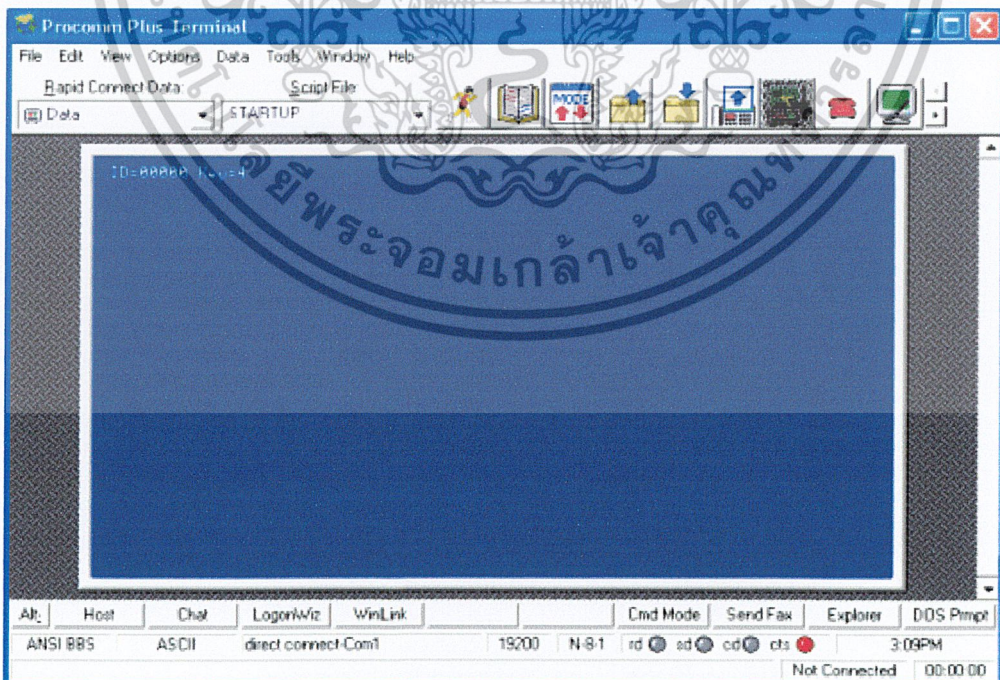 Procomm Plus Terminal
File Edit View Options Data Tools Window Help
Rapid Connect Data: Script File
Data STARTUP
MODE
ID=00000 Key=4
พระจอมเกล้าเจ้าคุณ
Alt: Host Chat LogonWiz WinLink Cmd Mode Send Fax Explorer DOS Prmpt
ANSI BBS ASCII direct connect-Com1 19200 N-8-1 rd sd cd cts 3:09PM
Not Connected 00:00:00